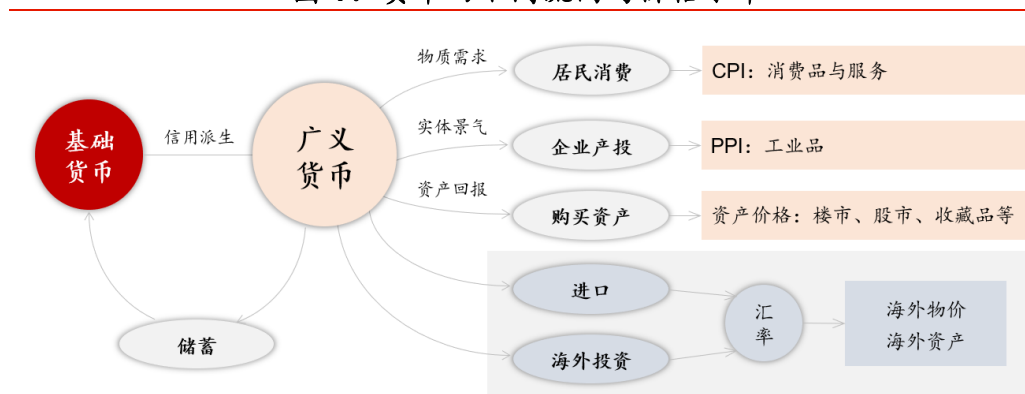 物质需求
居民消费
CPI：消费品与服务
基础
货币
信用派生
广义
货币
实体景气
企业产投
PPI：工业品
资产回报
购买资产
资产价格：楼市、股市、收藏品等
进口
汇
率
海外物价
海外资产
储蓄
海外投资